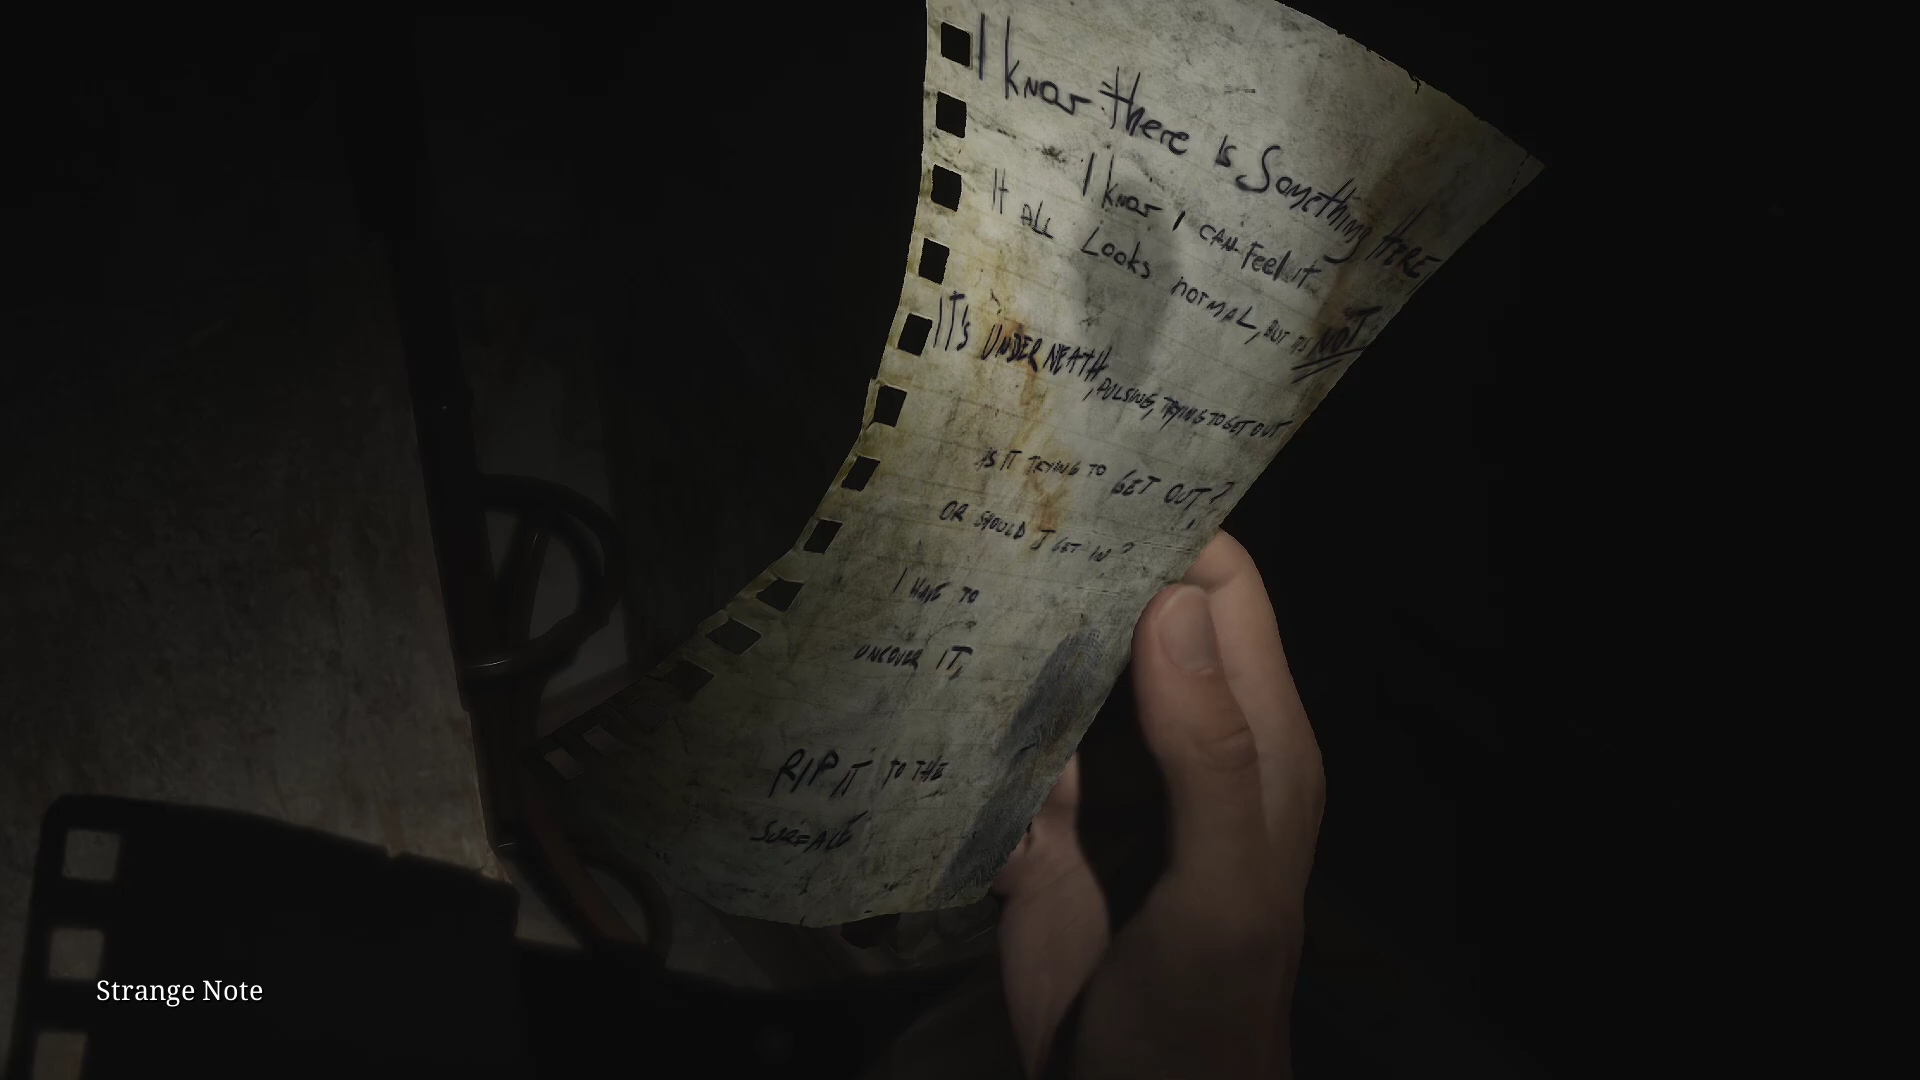 I know there is Something HERE,
I know I CAN Feel it
It ALL Looks normAL, BUT ITS NOT
IT's UNDERNEATH, PULSING, TRYING TO GET OUT
IS IT TRYING TO GET OUT?
OR SHOULD I GET IN?
I HAVE TO
UNCOVER IT,
RIP IT TO THE
SURFACE
Strange Note